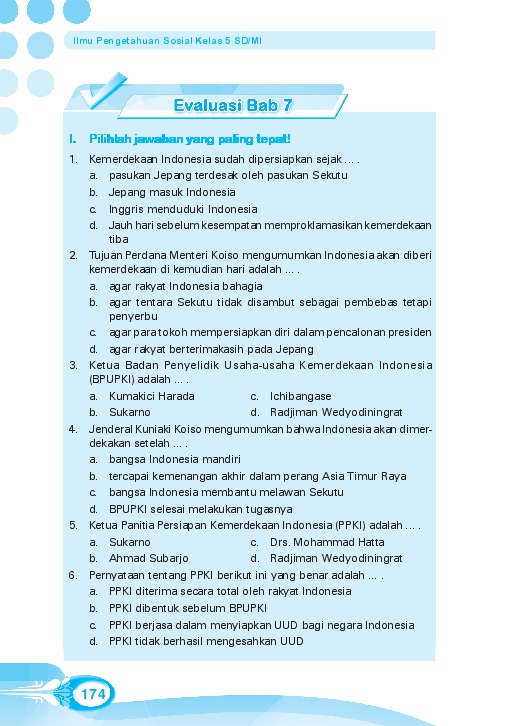 Ilmu Pengetahuan Sosial Kelas 5 SD/MI
Evaluasi Bab 7
I. Pilihlah jawaban yang paling tepat!
1. Kemerdekaan Indonesia sudah dipersiapkan sejak ... .
a. pasukan Jepang terdesak oleh pasukan Sekutu
b. Jepang masuk Indonesia
c. Inggris menduduki Indonesia
d. Jauh hari sebelum kesempatan memproklamasikan kemerdekaan
tiba
2. Tujuan Perdana Menteri Koiso mengumumkan Indonesia akan diberi
kemerdekaan di kemudian hari adalah ... .
a. agar rakyat Indonesia bahagia
b. agar tentara Sekutu tidak disambut sebagai pembebas tetapi
penyerbu
c. agar para tokoh mempersiapkan diri dalam pencalonan presiden
d. agar rakyat berterimakasih pada Jepang
3. Ketua Badan Penyelidik Usaha-usaha Kemerdekaan Indonesia
(BPUPKI) adalah ... .
a. Kumakici Harada c. Ichibangase
b. Sukarno d. Radjiman Wedyodiningrat
4. Jenderal Kuniaki Koiso mengumumkan bahwa Indonesia akan dimer-
dekakan setelah ... .
a. bangsa Indonesia mandiri
b. tercapai kemenangan akhir dalam perang Asia Timur Raya
c. bangsa Indonesia membantu melawan Sekutu
d. BPUPKI selesai melakukan tugasnya
5. Ketua Panitia Persiapan Kemerdekaan Indonesia (PPKI) adalah ... .
a. Sukarno c. Drs. Mohammad Hatta
b. Ahmad Subarjo d. Radjiman Wedyodiningrat
6. Pernyataan tentang PPKI berikut ini yang benar adalah ... .
a. PPKI diterima secara total oleh rakyat Indonesia
b. PPKI dibentuk sebelum BPUPKI
c. PPKI berjasa dalam menyiapkan UUD bagi negara Indonesia
d. PPKI tidak berhasil mengesahkan UUD
174